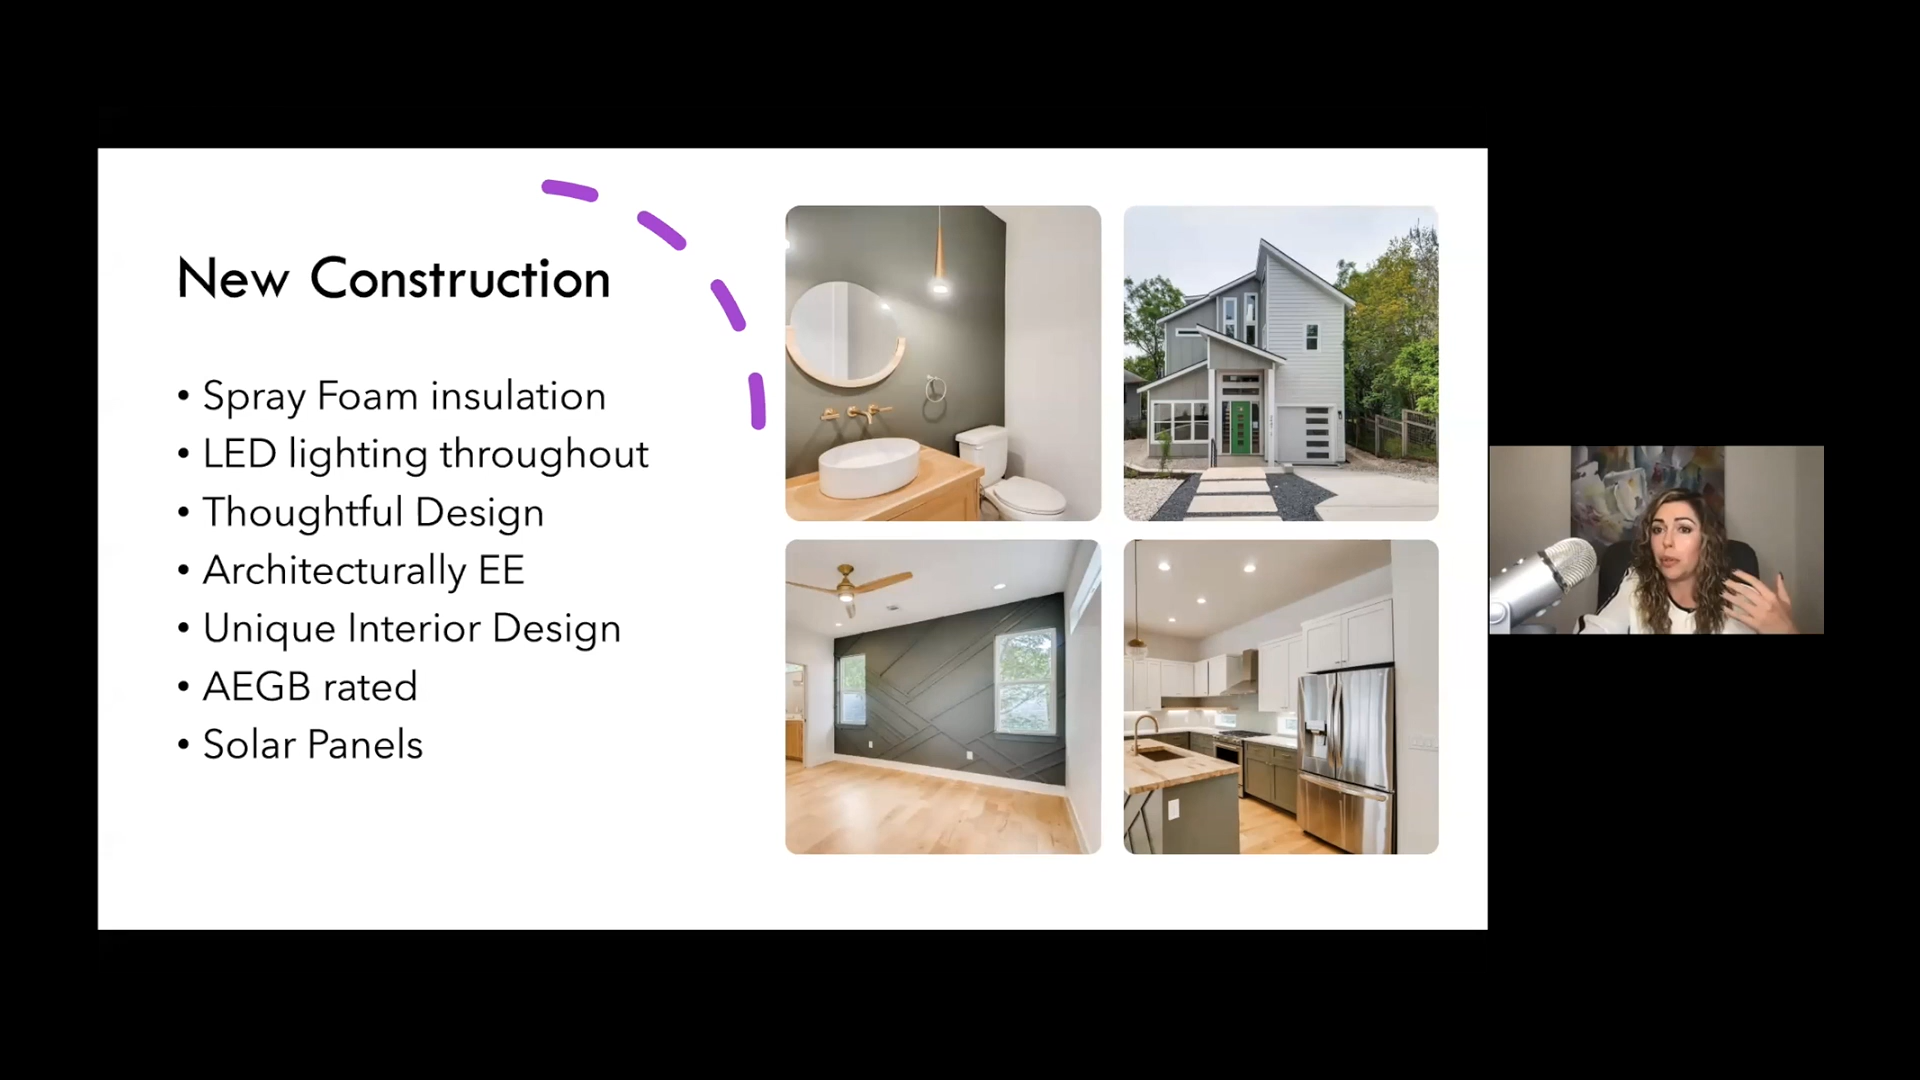 New Construction
• Spray Foam insulation
• LED lighting throughout
• Thoughtful Design
• Architecturally EE
• Unique Interior Design
• AEGB rated
• Solar Panels